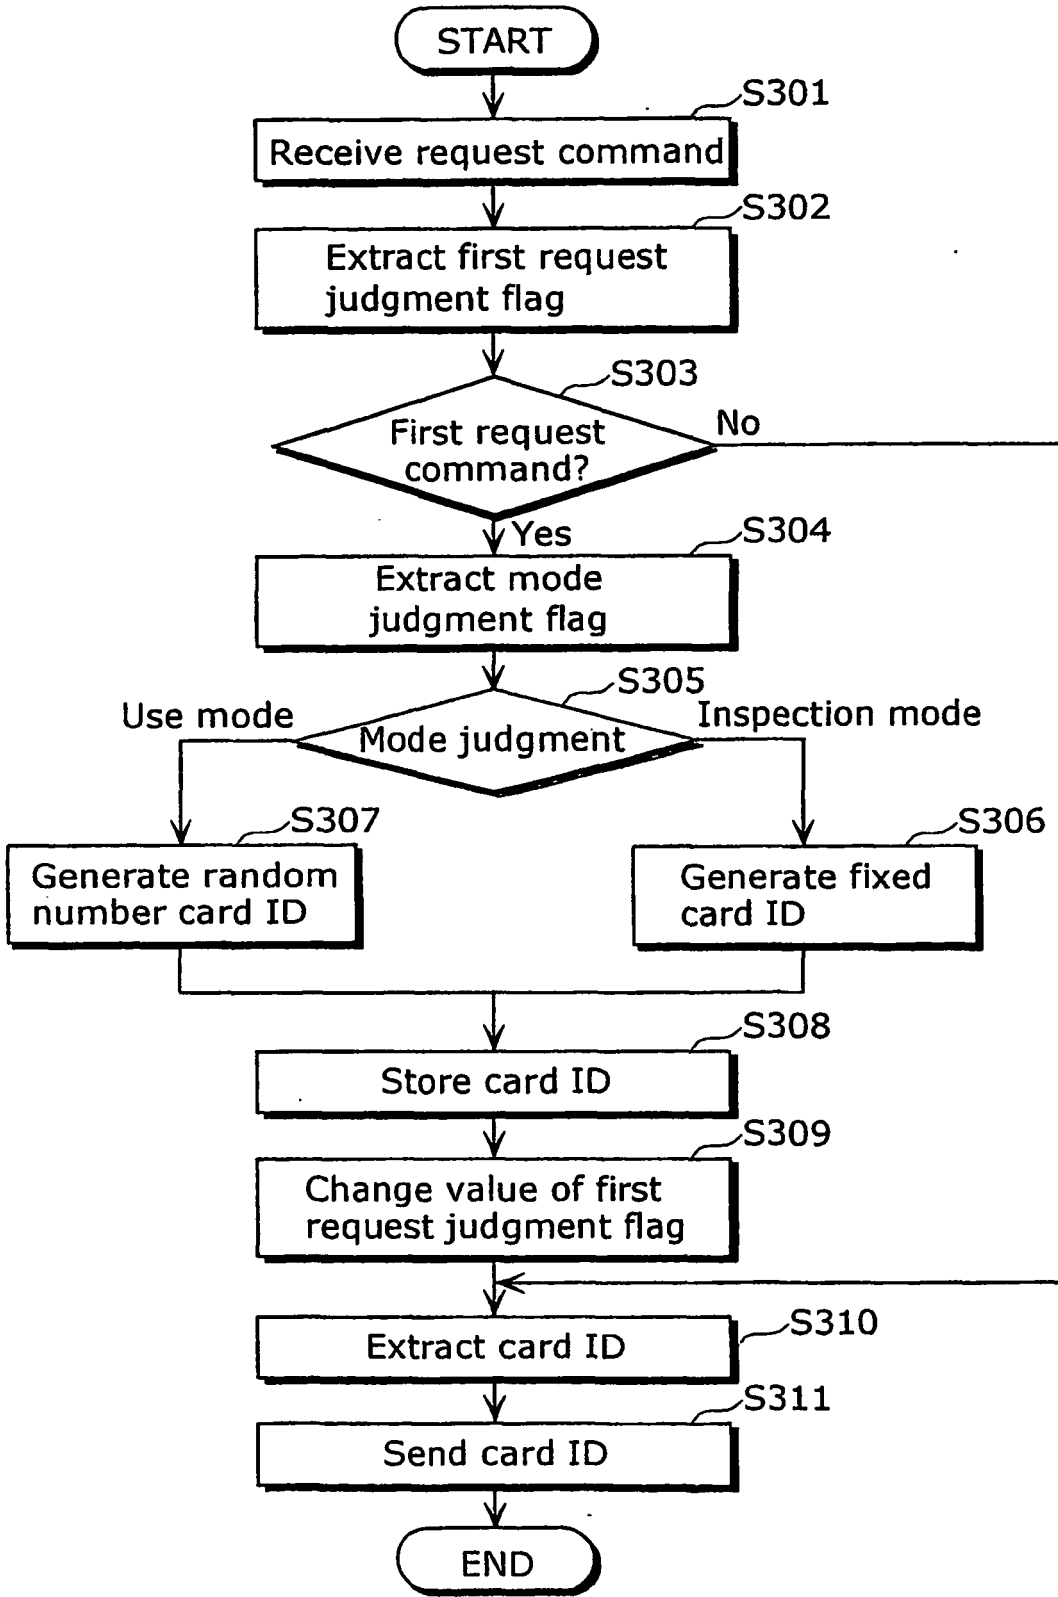 START
S301
Receive request command
S302
Extract first request
judgment flag
S303
First request
command?
No
Yes
S304
Extract mode
judgment flag
S305
Use mode
Mode judgment
Inspection mode
S307
Generate random
number card ID
S306
Generate fixed
card ID
S308
Store card ID
S309
Change value of first
request judgment flag
S310
Extract card ID
S311
Send card ID
END